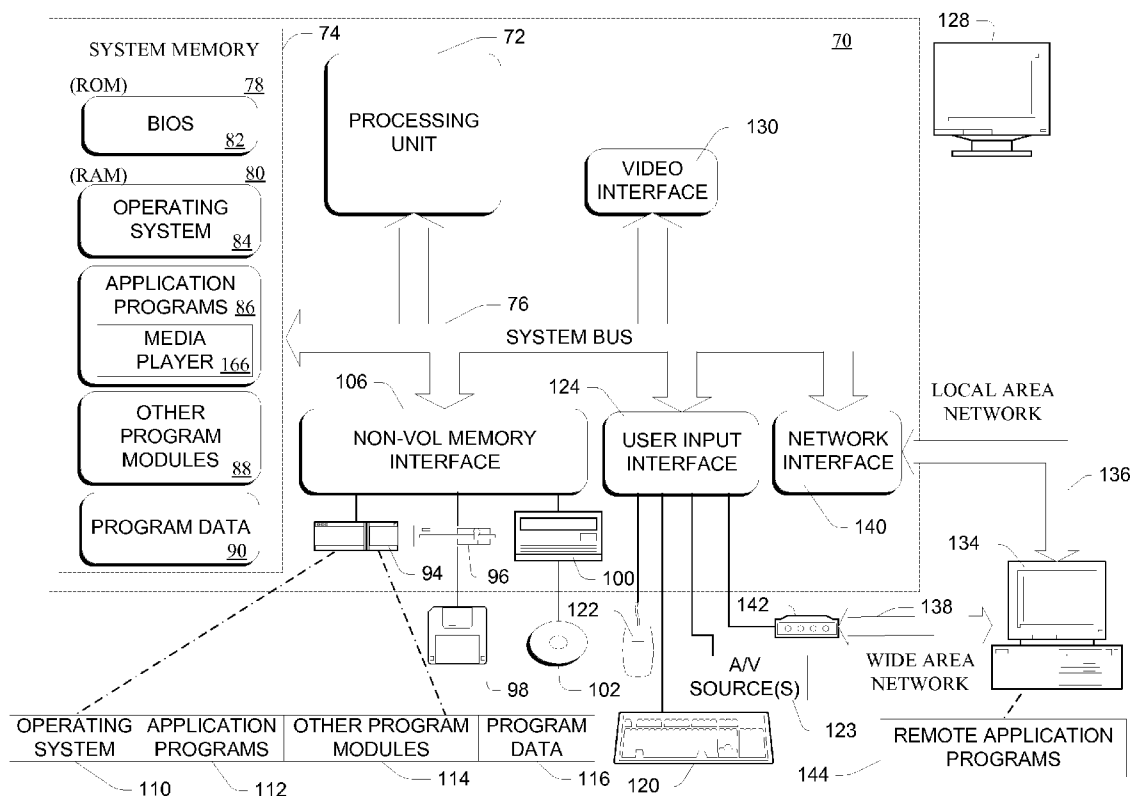 SYSTEM MEMORY
74
72
70
128
(ROM)
78
BIOS
82
PROCESSING
UNIT
130
VIDEO
INTERFACE
(RAM)
80
OPERATING
SYSTEM
84
APPLICATION
PROGRAMS
86
MEDIA
PLAYER
166
76
SYSTEM BUS
106
124
LOCAL AREA
NETWORK
OTHER
PROGRAM
MODULES
88
NON-VOL MEMORY
INTERFACE
USER INPUT
INTERFACE
NETWORK
INTERFACE
136
140
134
PROGRAM DATA
90
94
96
100
122
142
138
A/V
SOURCE(S)
WIDE AREA
NETWORK
98
102
123
OPERATING
SYSTEM
APPLICATION
PROGRAMS
OTHER PROGRAM
MODULES
PROGRAM
DATA
REMOTE APPLICATION
PROGRAMS
110
112
114
116
120
144